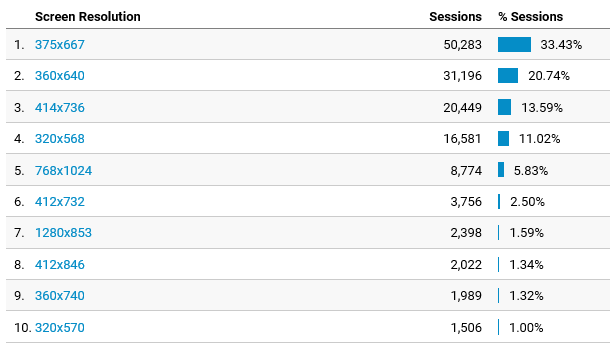 Screen Resolution Sessions % Sessions
1. 375x667 50,283 33.43%
2. 360x640 31,196 20.74%
3. 414x736 20,449 13.59%
4. 320x568 16,581 11.02%
5. 768x1024 8,774 5.83%
6. 412x732 3,756 2.50%
7. 1280x853 2,398 1.59%
8. 412x846 2,022 1.34%
9. 360x740 1,989 1.32%
10. 320x570 1,506 1.00%